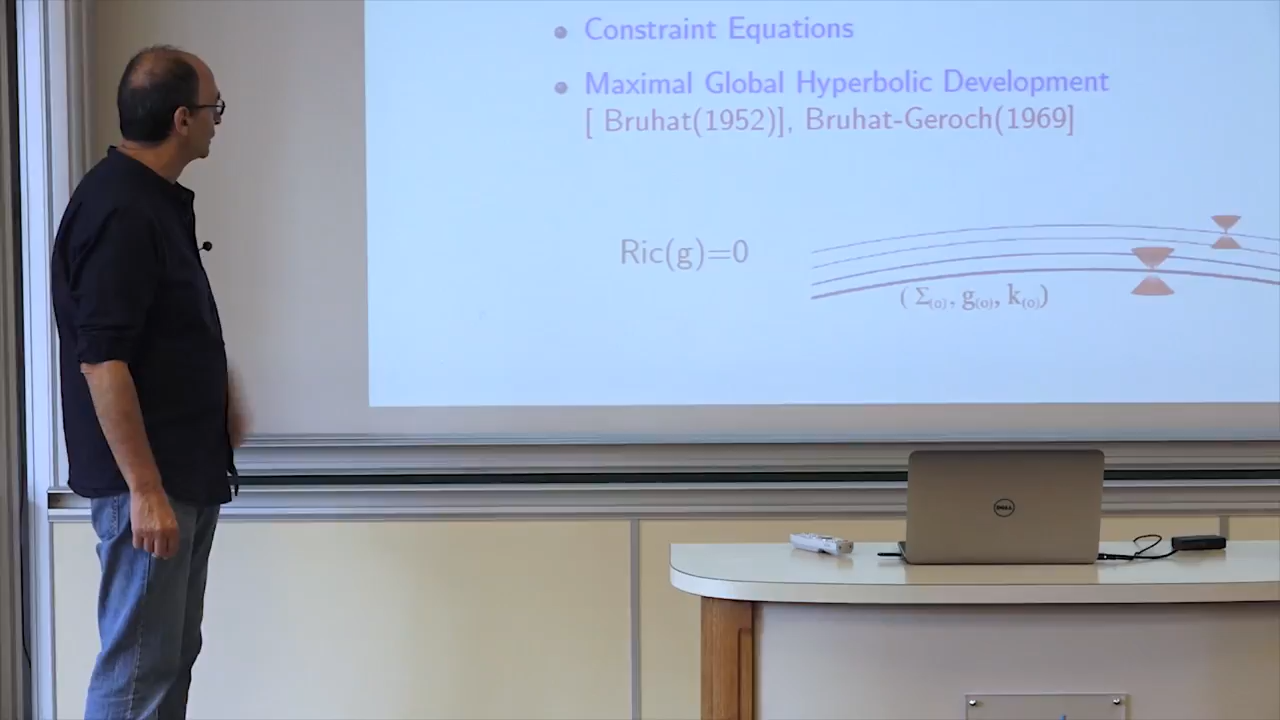 Constraint Equations
Maximal Global Hyperbolic Development
[ Bruhat(1952)], Bruhat-Geroch(1969]
Ric(g)=0
( Σ(0), g(0), k(0))
DELL